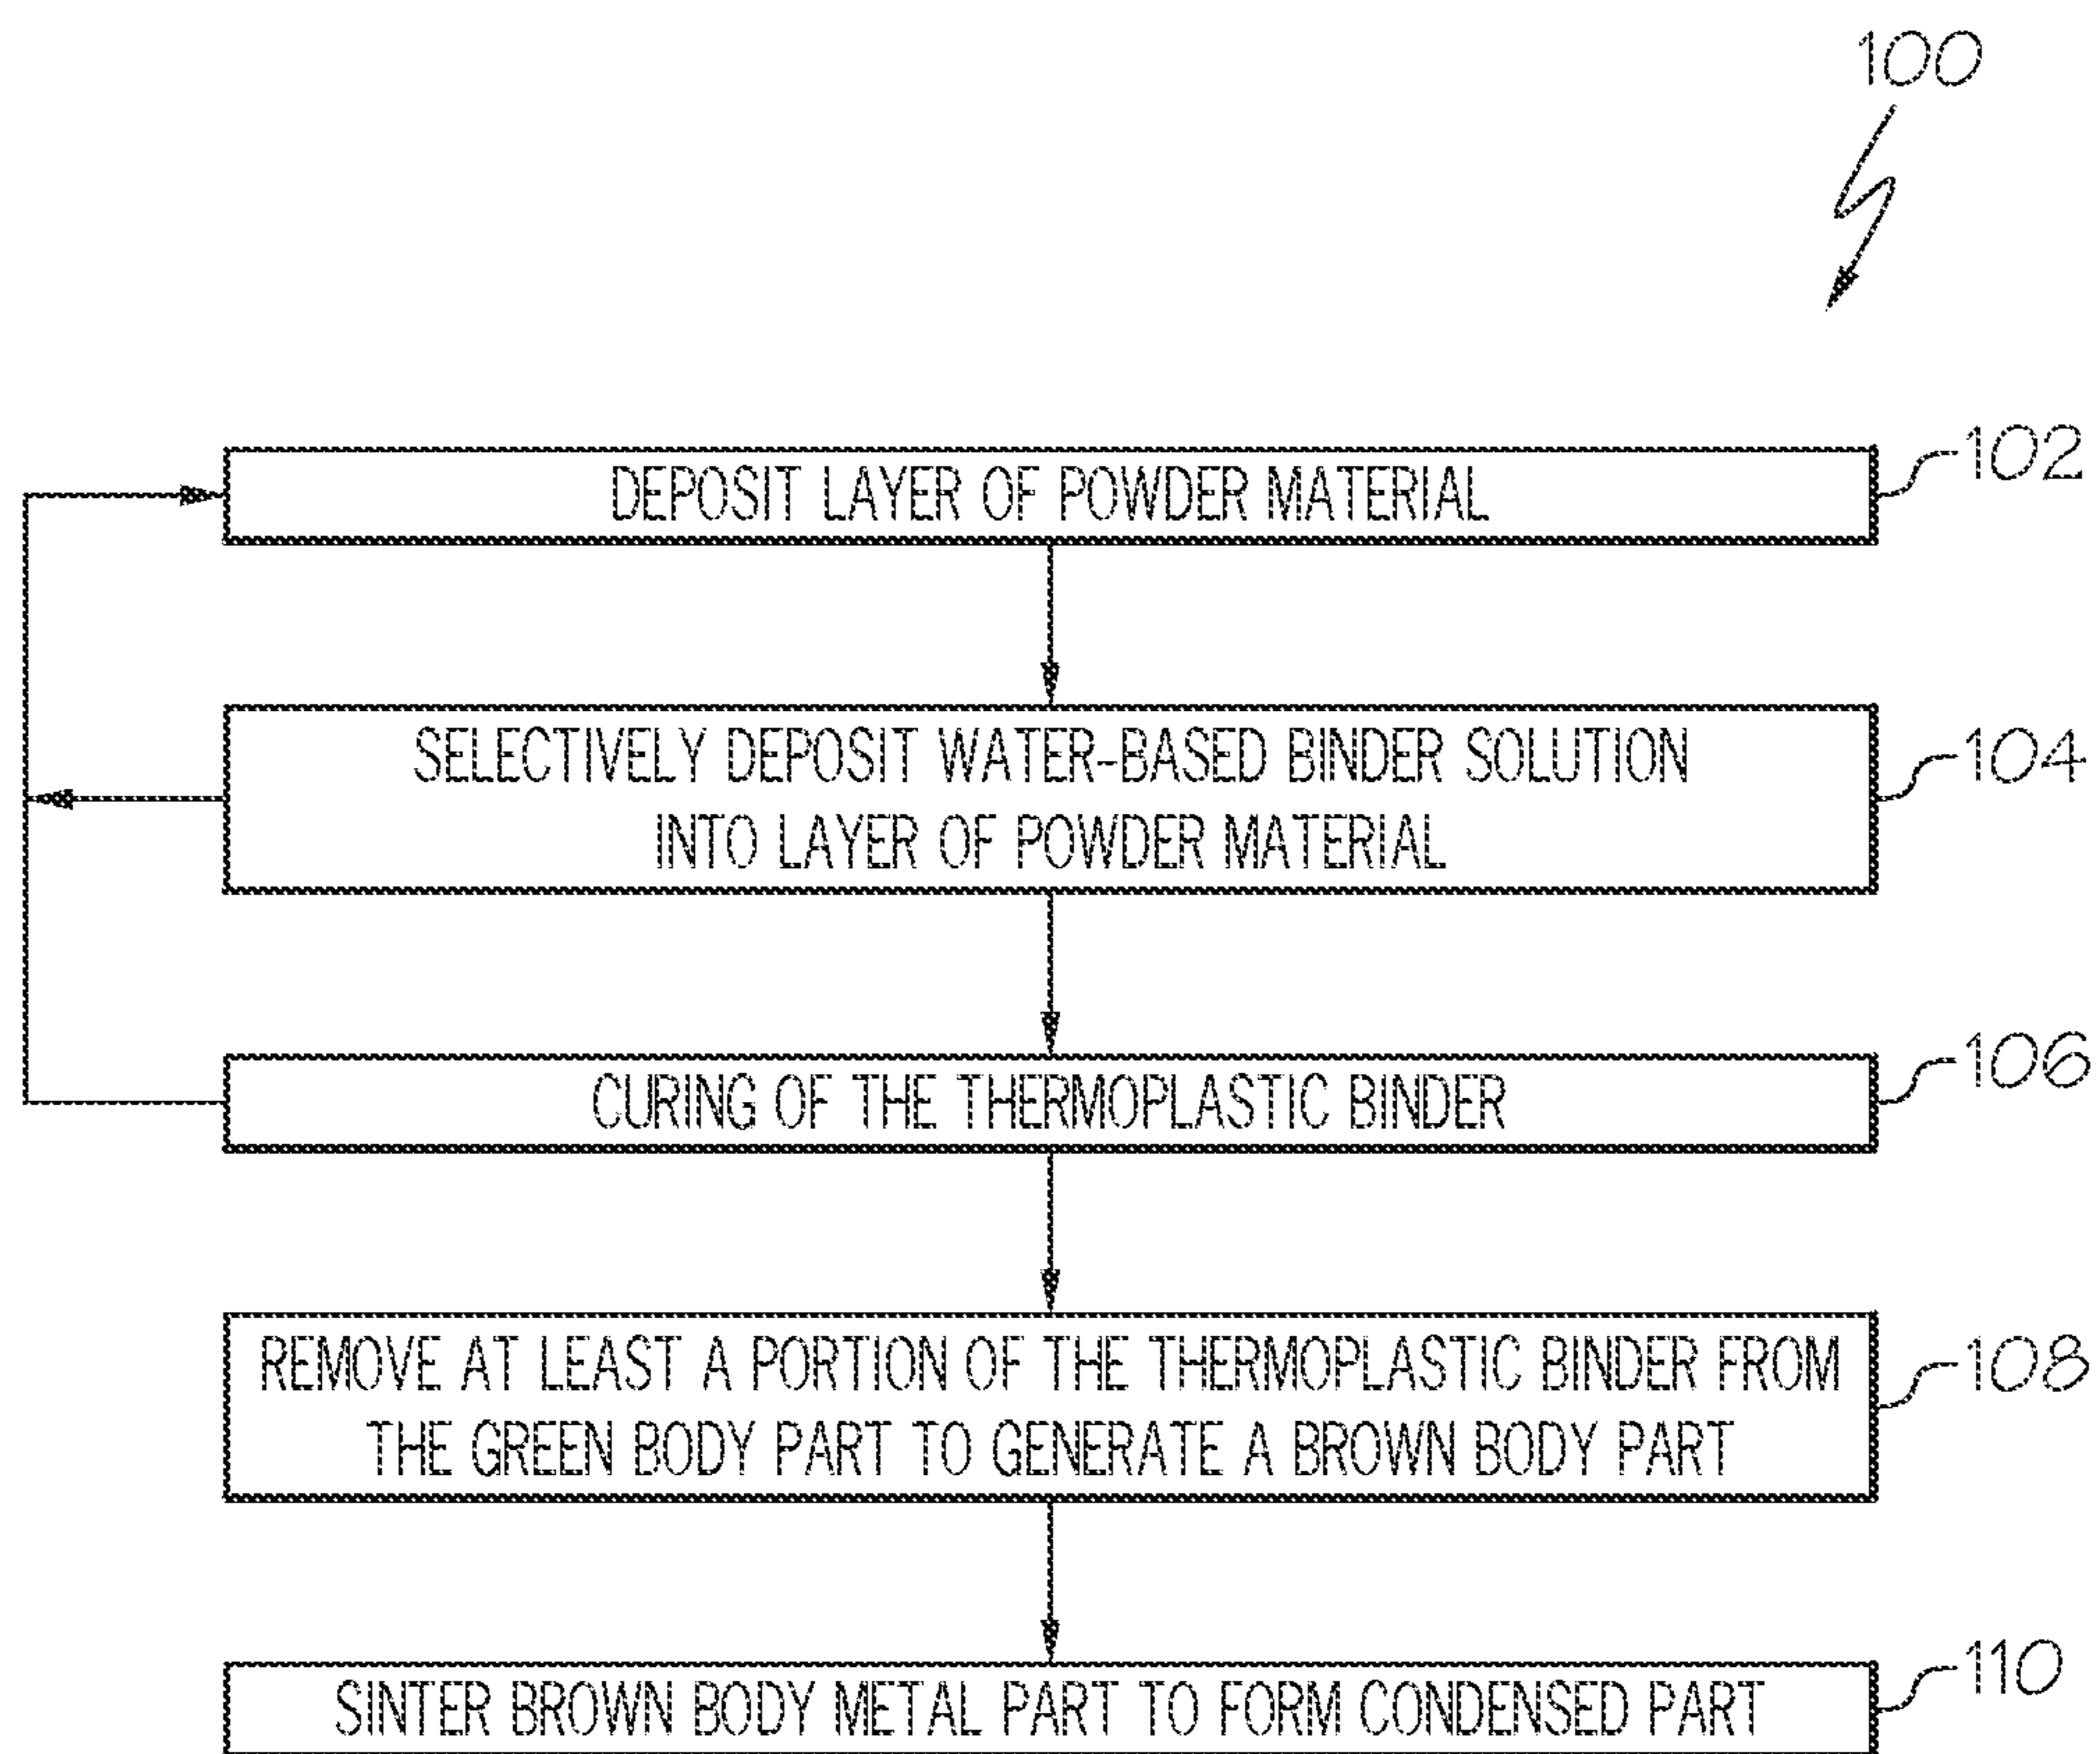 100
DEPOSIT LAYER OF POWDER MATERIAL
102
SELECTIVELY DEPOSIT WATER-BASED BINDER SOLUTION
INTO LAYER OF POWDER MATERIAL
104
CURING OF THE THERMOPLASTIC BINDER
106
REMOVE AT LEAST A PORTION OF THE THERMOPLASTIC BINDER FROM
THE GREEN BODY PART TO GENERATE A BROWN BODY PART
108
SINTER BROWN BODY METAL PART TO FORM CONDENSED PART
110